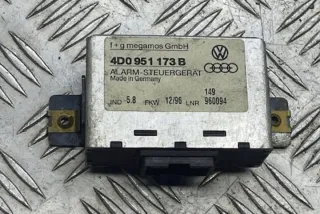 t+g megamos GmbH
4D0 951 173 B
ALARM-STEUERGERÄT
Made in Germany
149
IND 5.8 FKW 12/96 LNR 960094